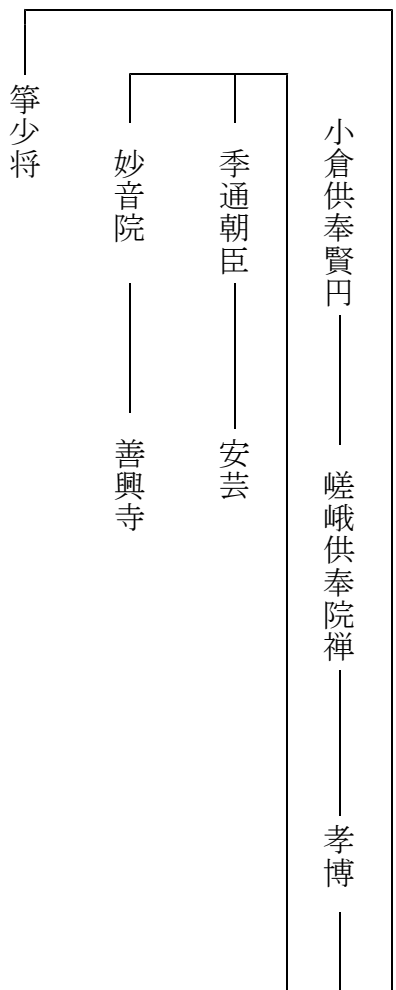 小倉供奉賢円
嵯峨供奉院禅
孝博
季通朝臣
安芸
妙音院
善興寺
箏少将